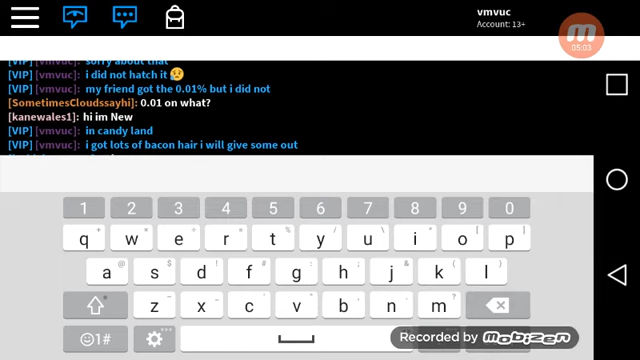 vmvuc
Account: 13+
05:03
[VIP] [vmvuc]: sorry about that
[VIP] [vmvuc]: i did not hatch it 😥
[VIP] [vmvuc]: my friend got the 0.01% but i did not
[SometimesCloudssayhi]: 0.01 on what?
[kanewales1]: hi im New
[VIP] [vmvuc]: in candy land
[VIP] [vmvuc]: i got lots of bacon hair i will give some out
1 2 3 4 5 6 7 8 9 0
q w e r t y u i o p
a s d f g h j k l
z x c v b n m
☺1#
Recorded by MOBIZEN